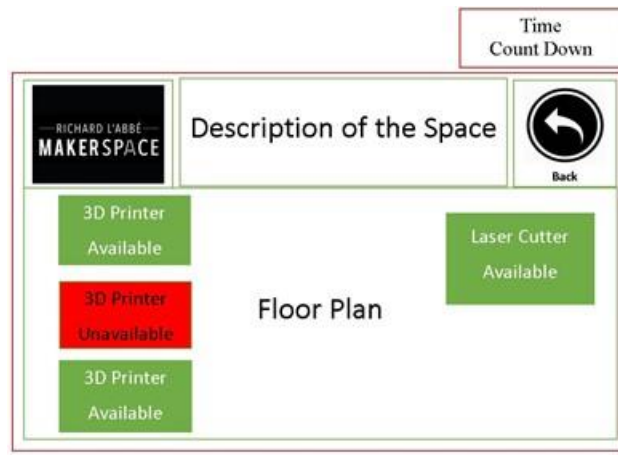 Time
Count Down
RICHARD L'ABBÉ
MAKERSPACE
Description of the Space
Back
3D Printer
Available
Laser Cutter
Available
3D Printer
Unavailable
Floor Plan
3D Printer
Available